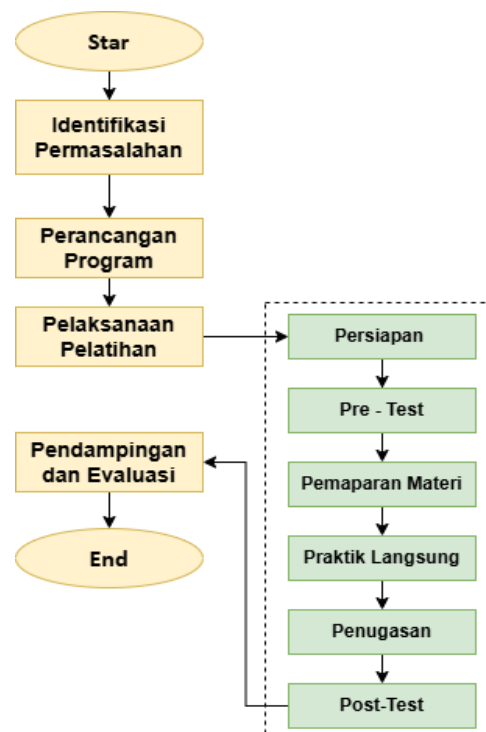 Star
Identifikasi
Permasalahan
Perancangan
Program
Pelaksanaan
Pelatihan
Persiapan
Pre - Test
Pemaparan Materi
Praktik Langsung
Penugasan
Post-Test
Pendampingan
dan Evaluasi
End